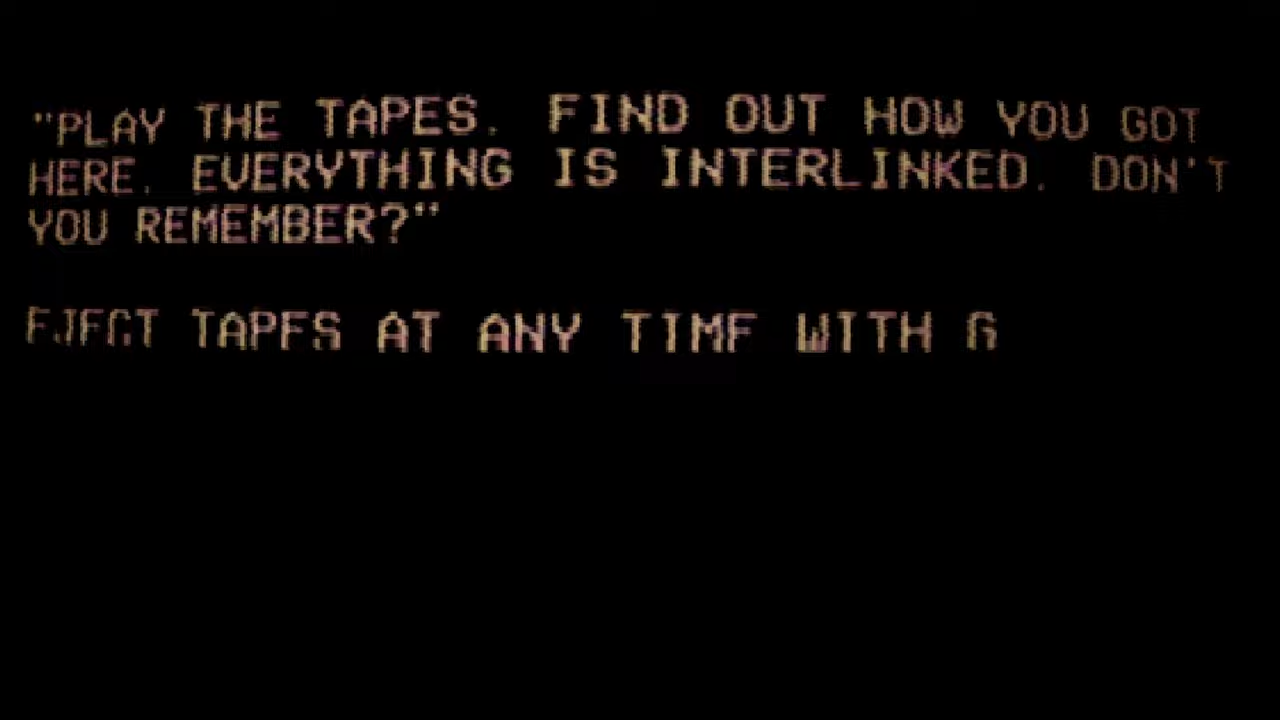 "PLAY THE TAPES. FIND OUT HOW YOU GOT
HERE. EVERYTHING IS INTERLINKED. DON'T
YOU REMEMBER?"
EJECT TAPES AT ANY TIME WITH G